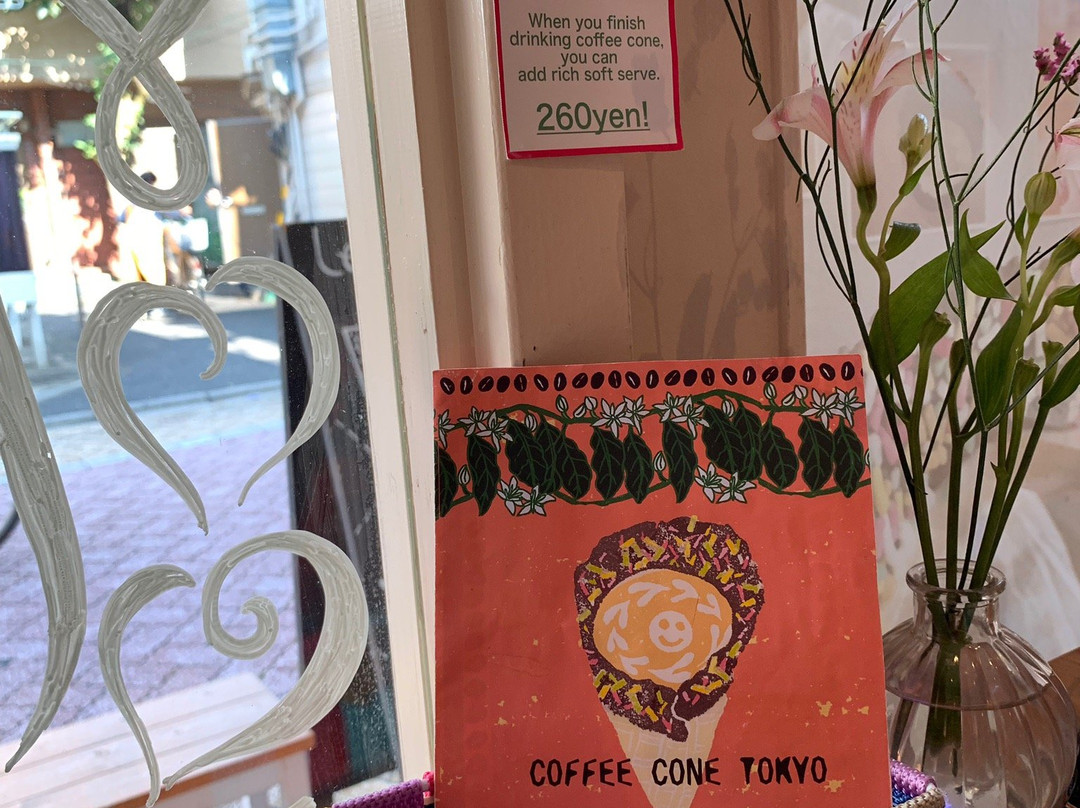 When you finish
drinking coffee cone,
you can
add rich soft serve.
260yen!
COFFEE CONE TOKYO